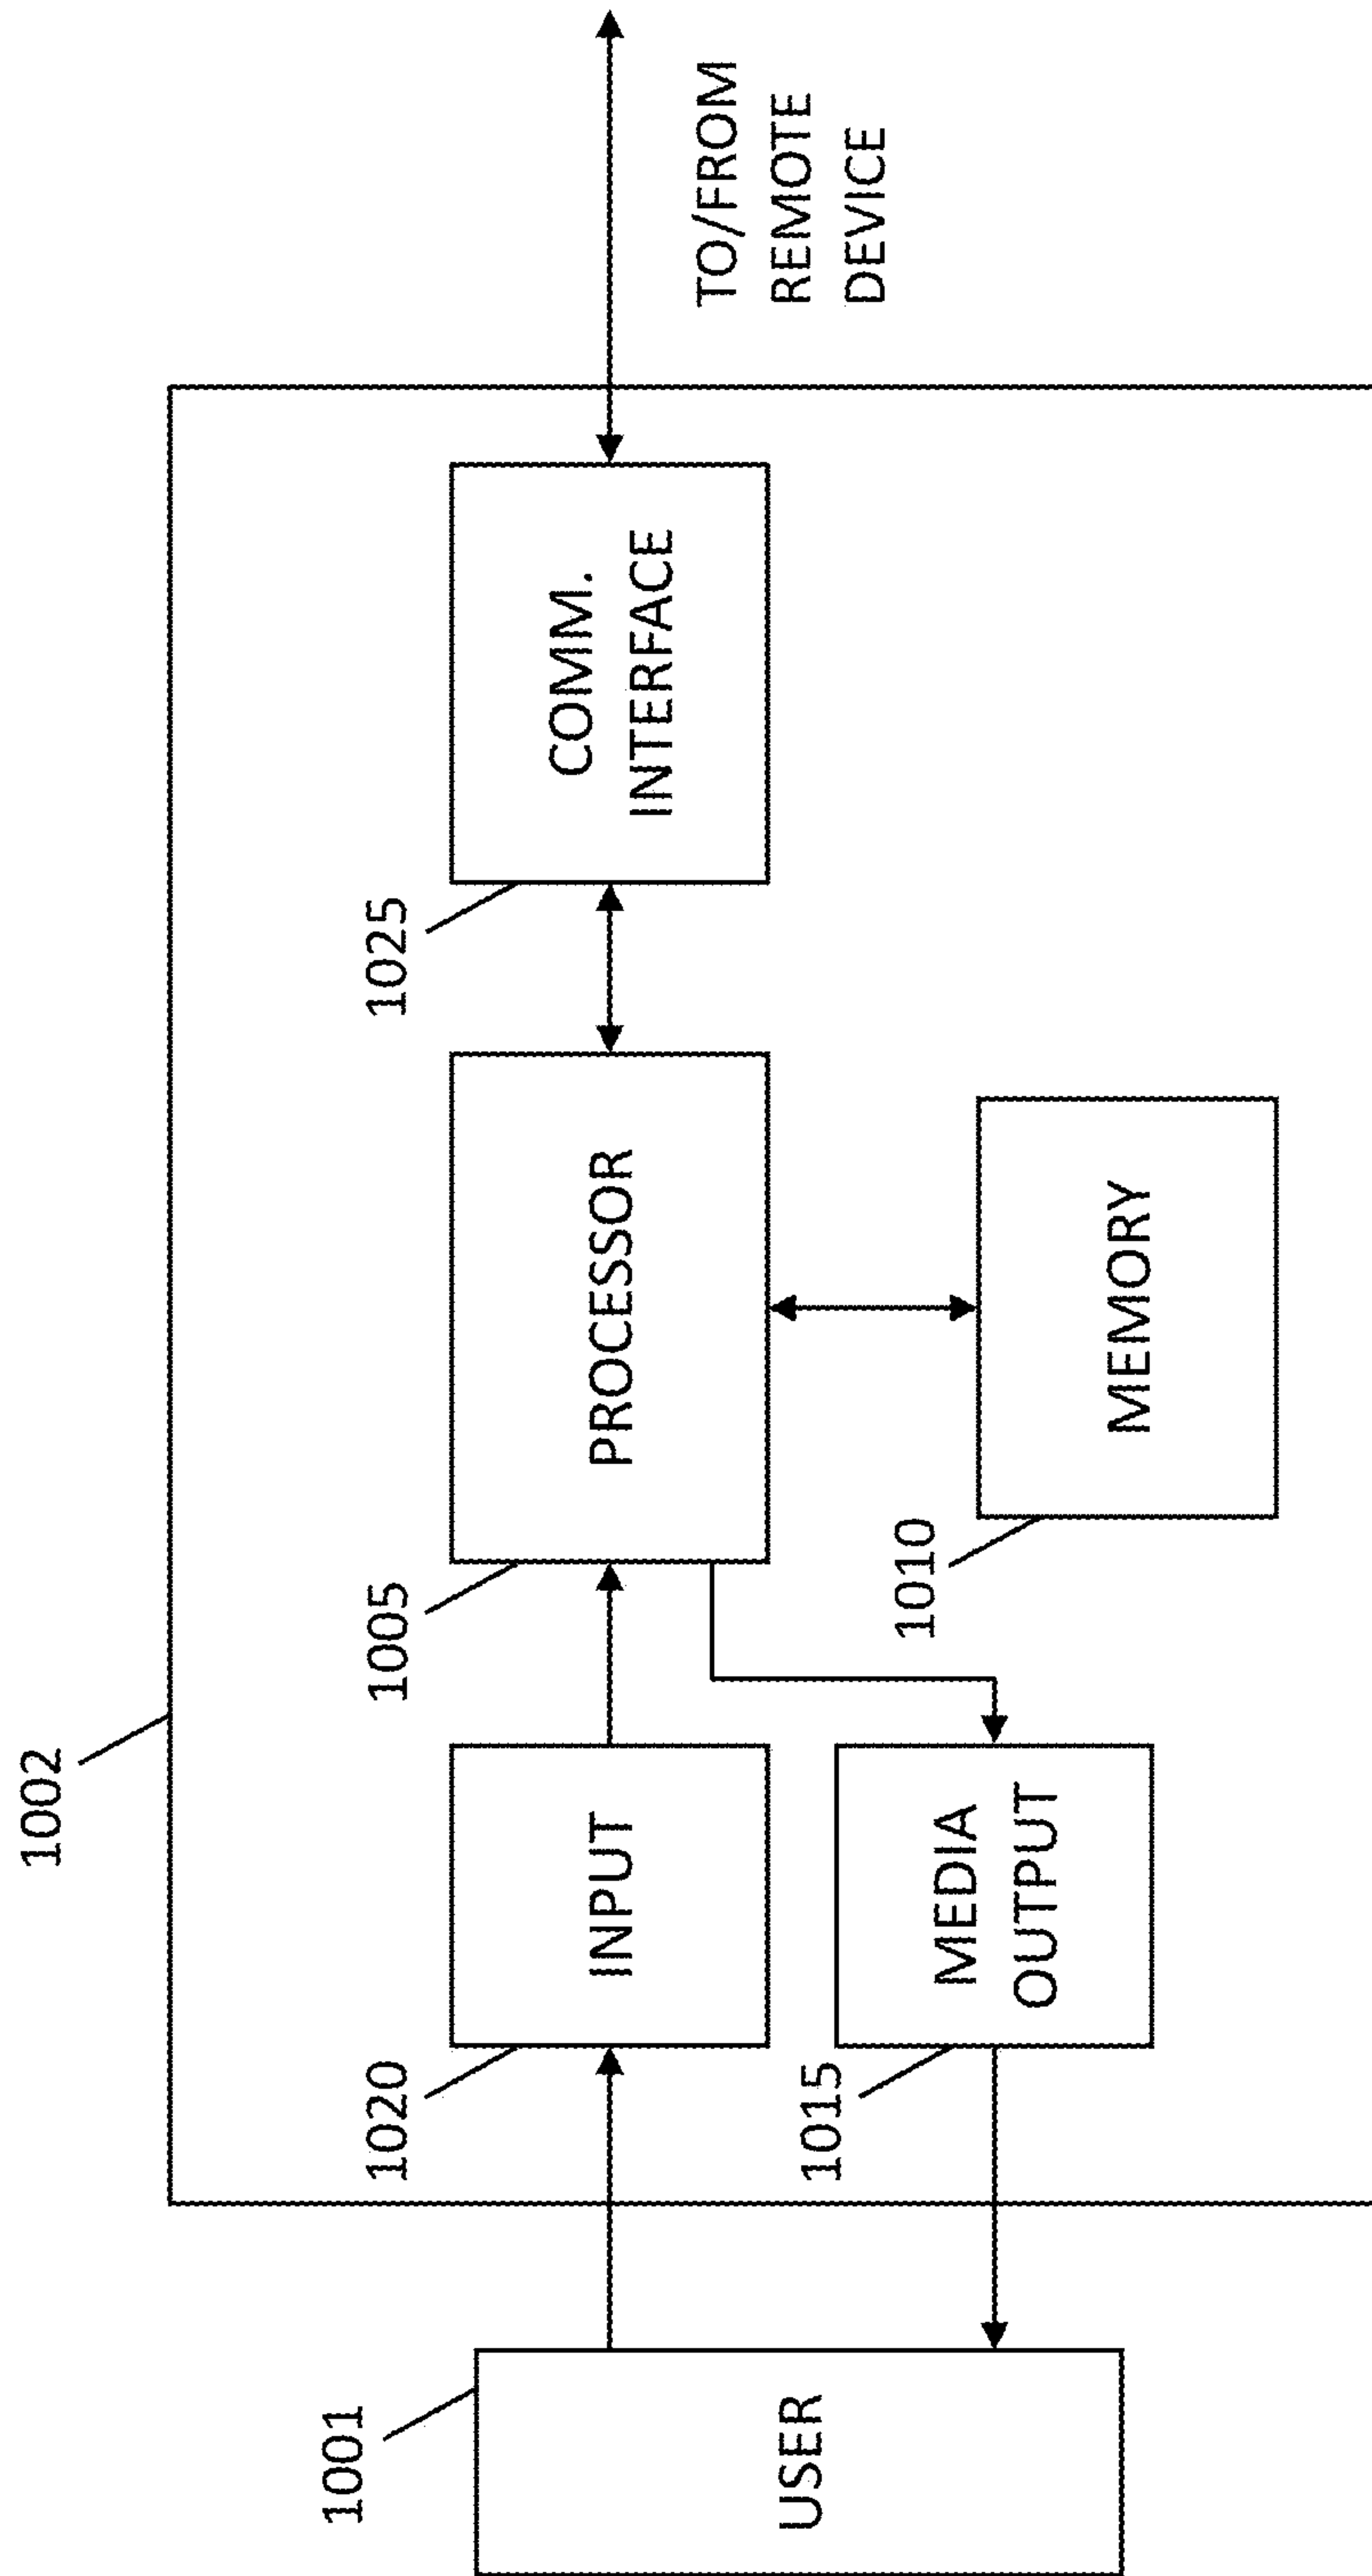 1002
1001
USER
1020
INPUT
1015
MEDIA
OUTPUT
1005
PROCESSOR
1010
MEMORY
1025
COMM.
INTERFACE
TO/FROM
REMOTE
DEVICE